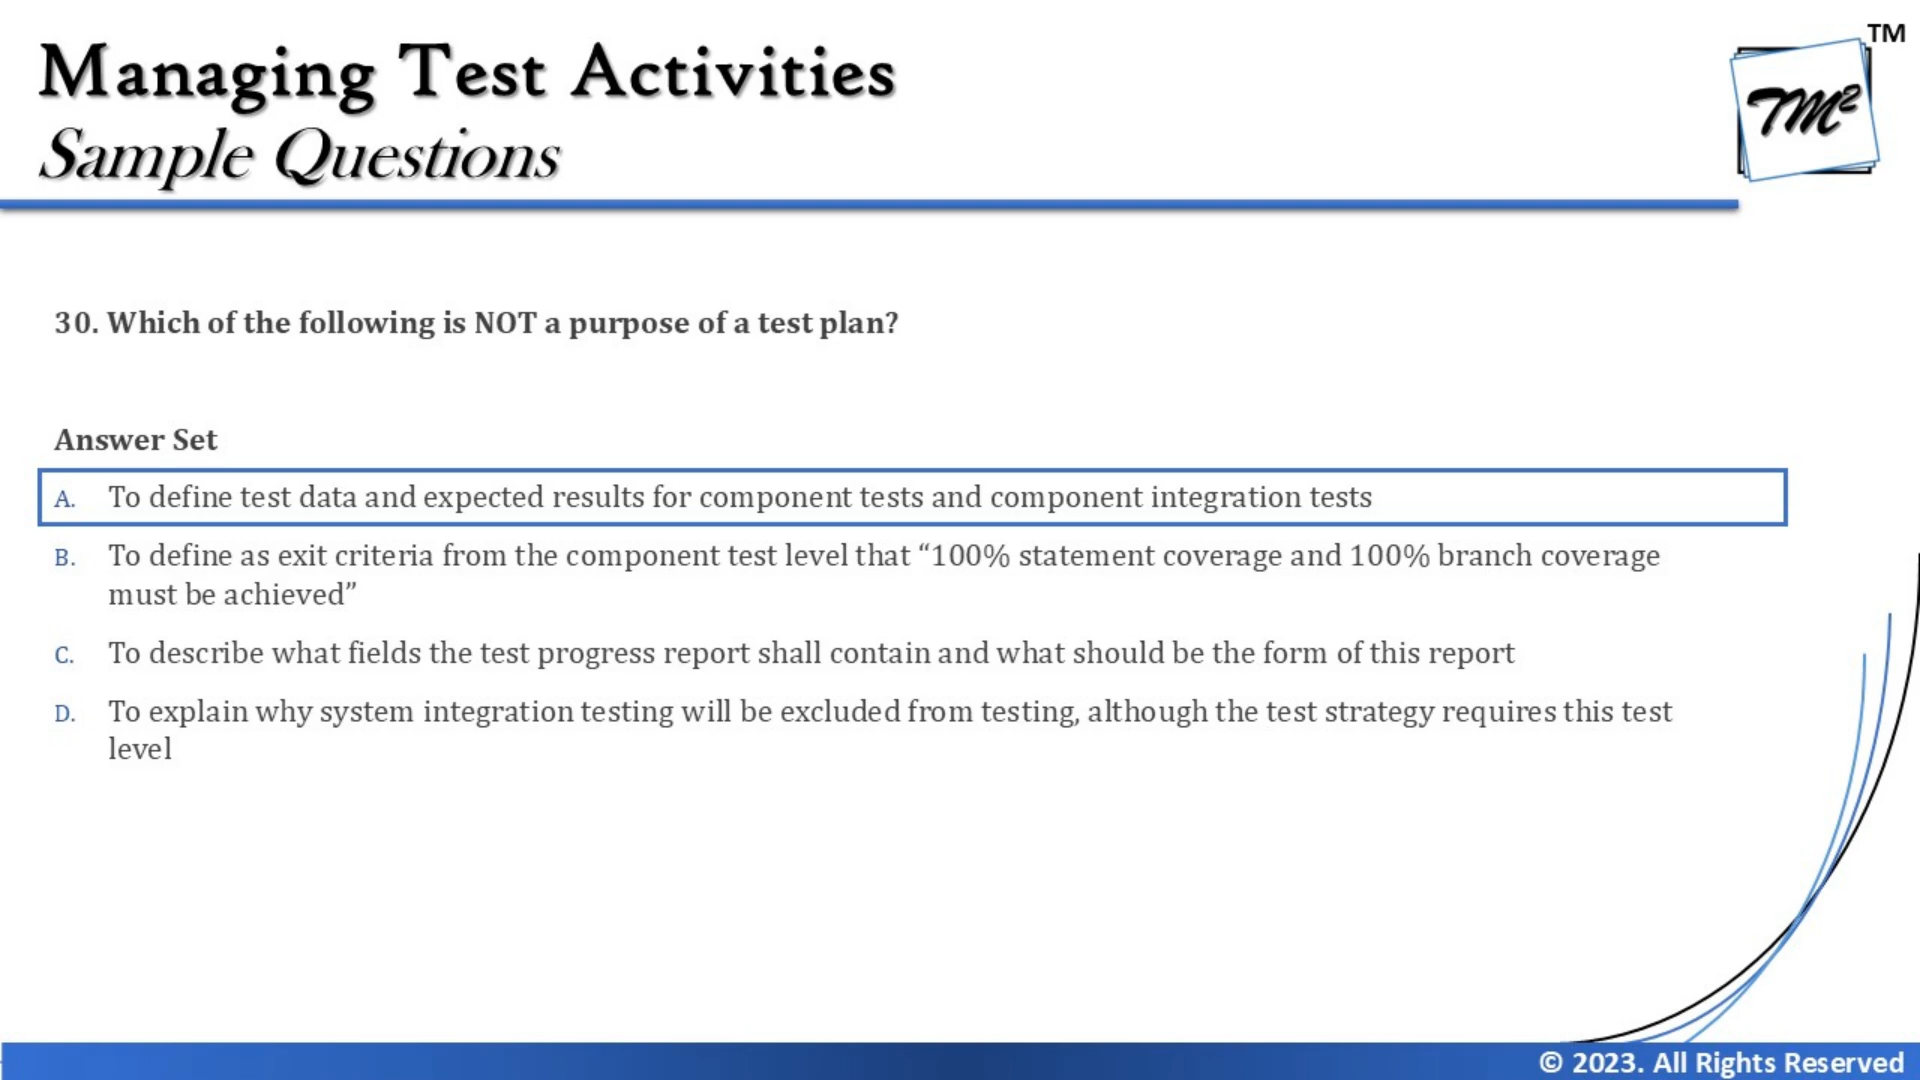 Managing Test Activities
Sample Questions
TM
TM²
30. Which of the following is NOT a purpose of a test plan?
Answer Set
A. To define test data and expected results for component tests and component integration tests
B. To define as exit criteria from the component test level that “100% statement coverage and 100% branch coverage
must be achieved”
C. To describe what fields the test progress report shall contain and what should be the form of this report
D. To explain why system integration testing will be excluded from testing, although the test strategy requires this test
level
© 2023. All Rights Reserved